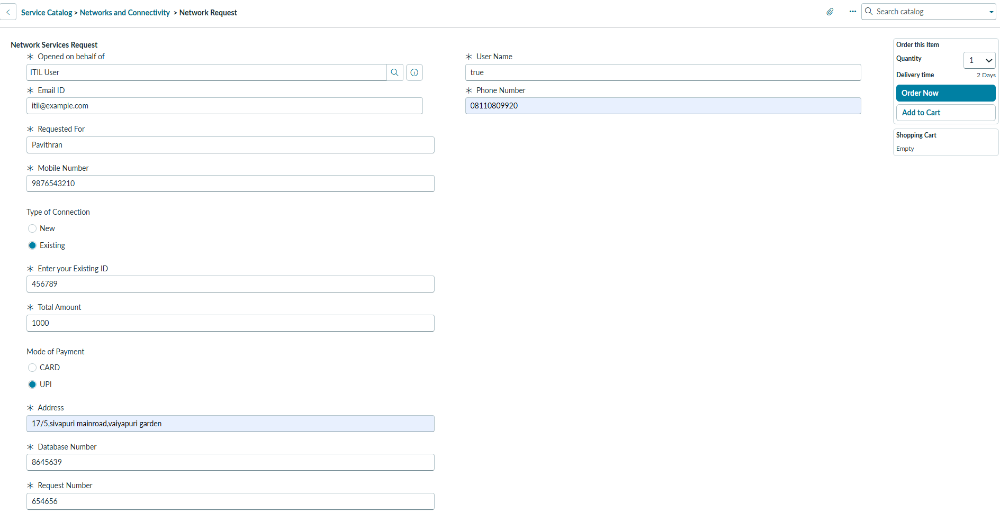 Service Catalog > Networks and Connectivity > Network Request
Search catalog
Network Services Request
* Opened on behalf of
ITIL User
* User Name
true
* Email ID
itil@example.com
* Phone Number
08110809920
* Requested For
Pavithran
* Mobile Number
9876543210
Type of Connection
New
Existing
* Enter your Existing ID
456789
* Total Amount
1000
Mode of Payment
CARD
UPI
* Address
17/5,sivapuri mainroad,vaiyapuri garden
* Database Number
8645639
* Request Number
654656
Order this Item
Quantity 1
Delivery time 2 Days
Order Now
Add to Cart
Shopping Cart
Empty